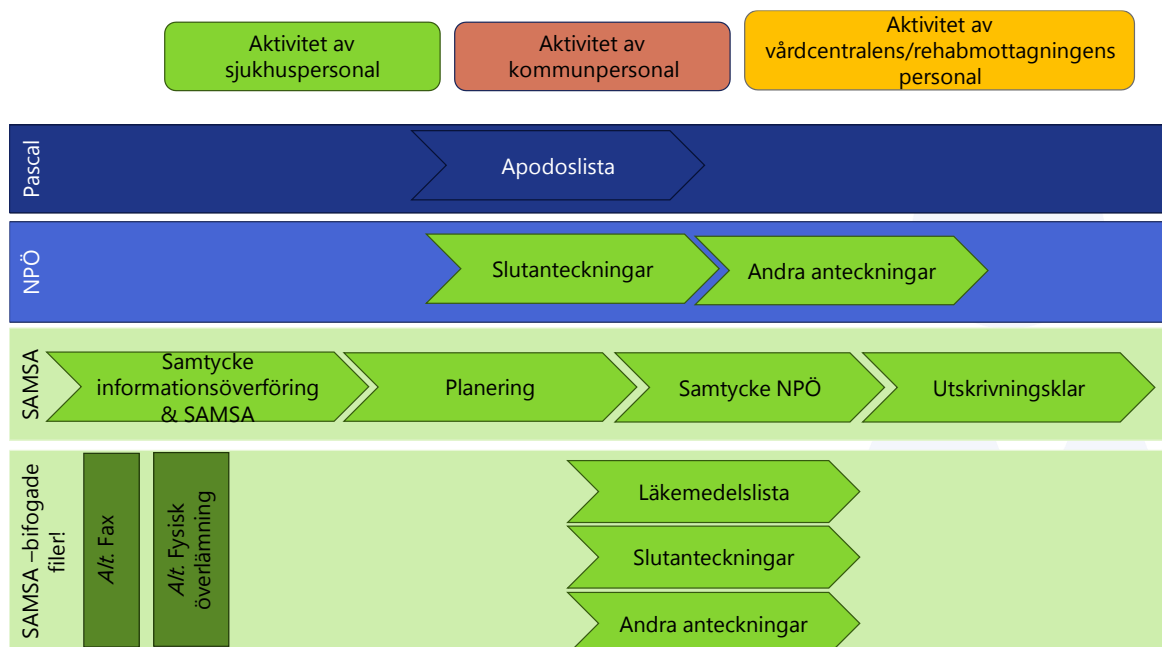 Aktivitet av
sjukhuspersonal
Aktivitet av
kommunpersonal
Aktivitet av
vårdcentralens/rehabmottagningens
personal
Pascal
Apodoslista
NPÖ
Slutanteckningar
Andra anteckningar
SAMSA
Samtycke
informationsöverföring
& SAMSA
Planering
Samtycke NPÖ
Utskrivningsklar
SAMSA –bifogade
filer!
Alt. Fax
Alt. Fysisk
överlämning
Läkemedelslista
Slutanteckningar
Andra anteckningar